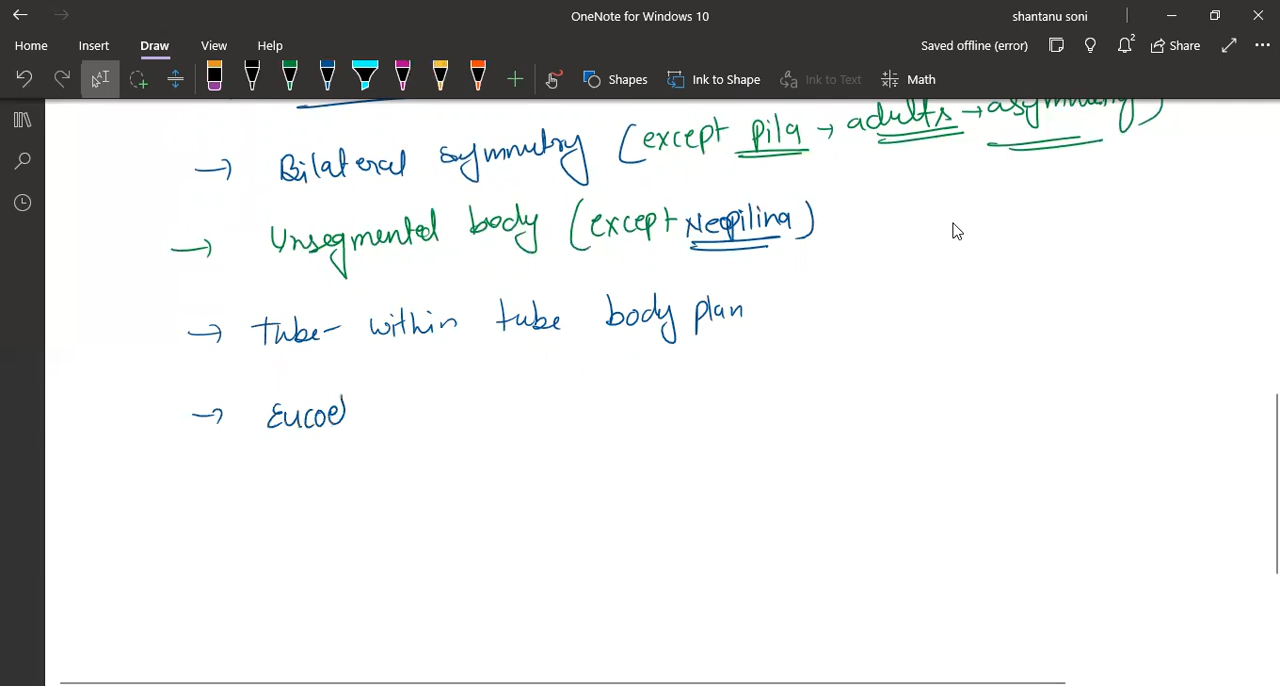 OneNote for Windows 10
shantanu soni
Home Insert Draw View Help
Saved offline (error)
2
Share
Shapes
Ink to Shape
Ink to Text
Math
→ Bilateral symmetry (except pila → adults → asymmetry)
→ Unsegmented body (except Neopilina)
→ Tube- within tube body plan
→ Eucoel